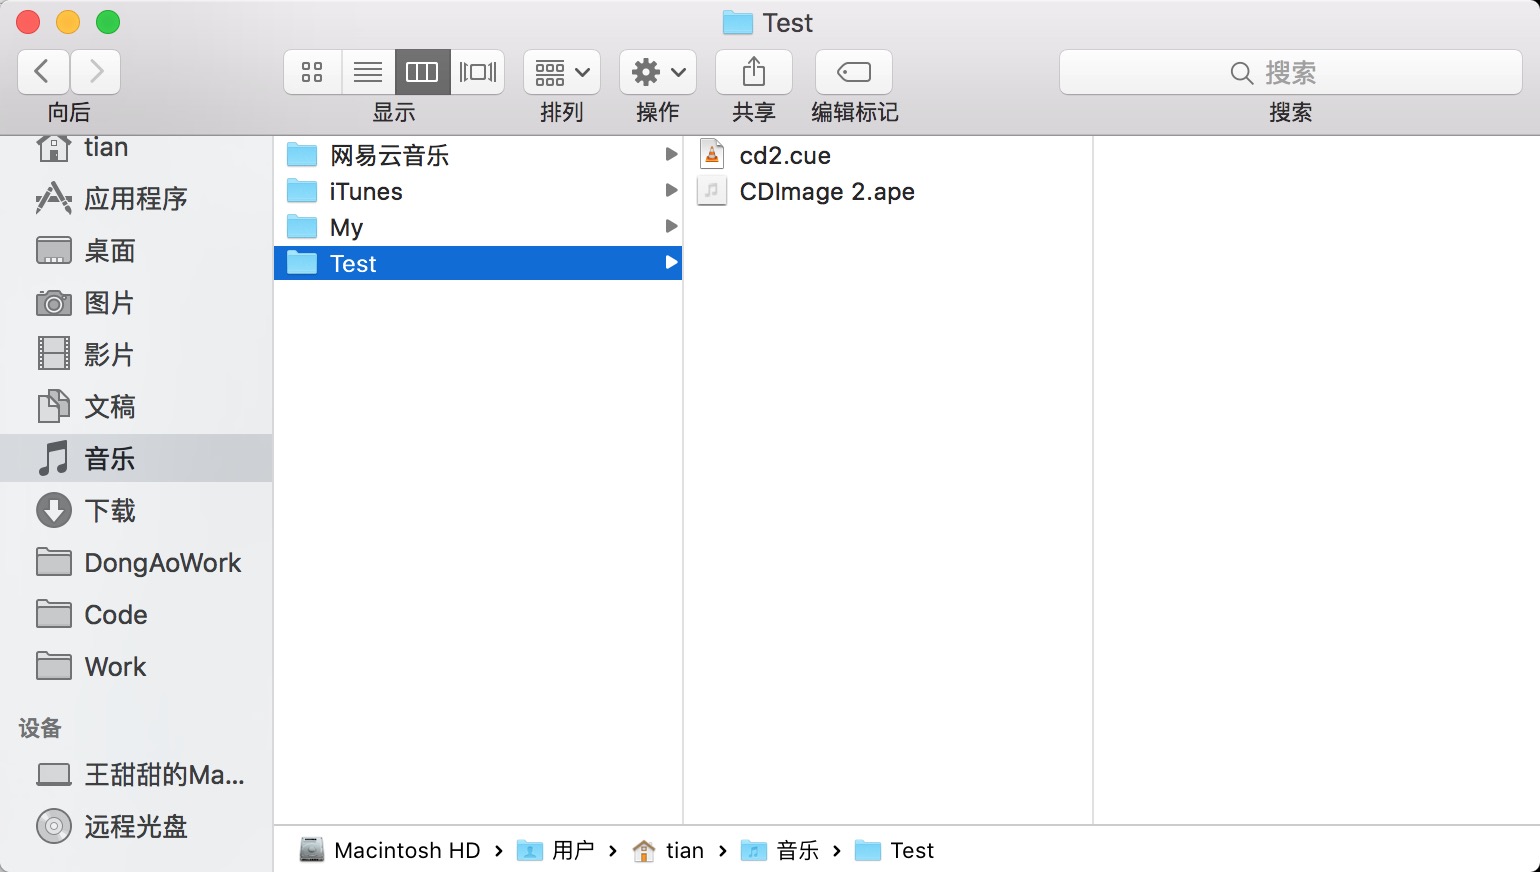 Test
向后
显示
排列
操作
共享
编辑标记
搜索
搜索
tian
应用程序
桌面
图片
影片
文稿
音乐
下载
DongAoWork
Code
Work
设备
王甜甜的Ma...
远程光盘
网易云音乐
iTunes
My
Test
cd2.cue
CDImage 2.ape
Macintosh HD › 用户 › tian › 音乐 › Test